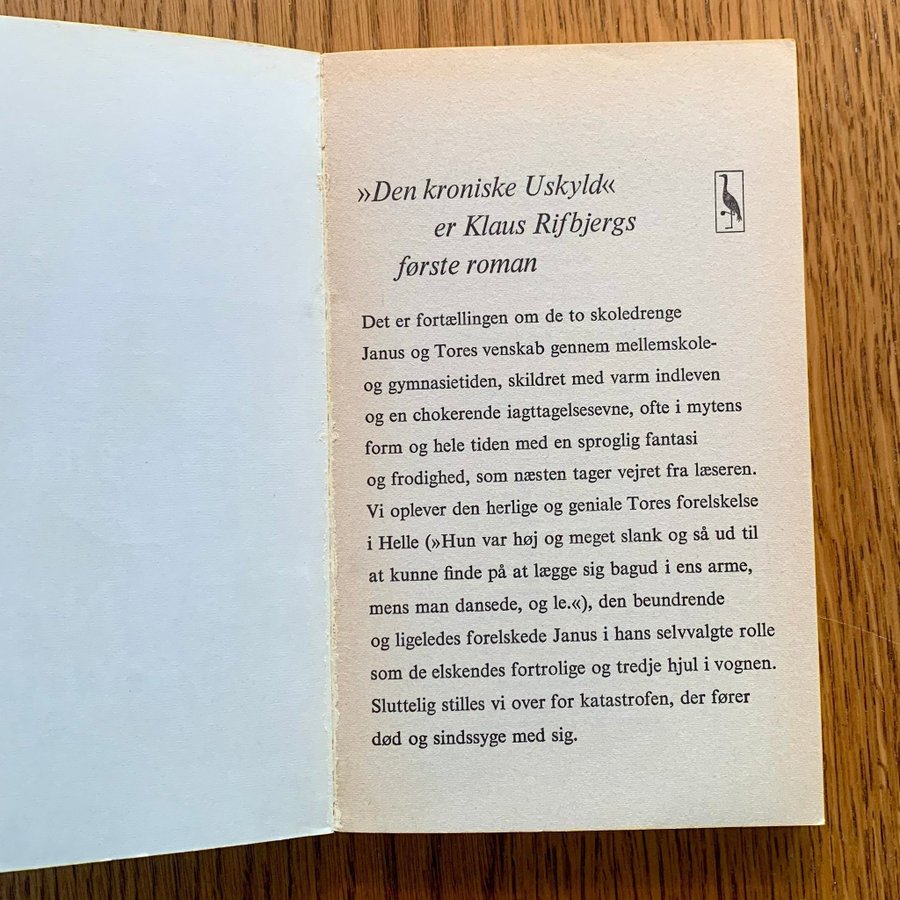 »Den kroniske Uskyld«
er Klaus Rifbjergs
første roman
Det er fortællingen om de to skoledrenge
Janus og Tores venskab gennem mellemskole-
og gymnasietiden, skildret med varm indleven
og en chokerende iagttagelsesevne, ofte i mytens
form og hele tiden med en sproglig fantasi
og frodighed, som næsten tager vejret fra læseren.
Vi oplever den herlige og geniale Tores forelskelse
i Helle (»Hun var høj og meget slank og så ud til
at kunne finde på at lægge sig bagud i ens arme,
mens man dansede, og le.«), den beundrende
og ligeledes forelskede Janus i hans selvvalgte rolle
som de elskendes fortrolige og tredje hjul i vognen.
Sluttelig stilles vi over for katastrofen, der fører
død og sindssyge med sig.